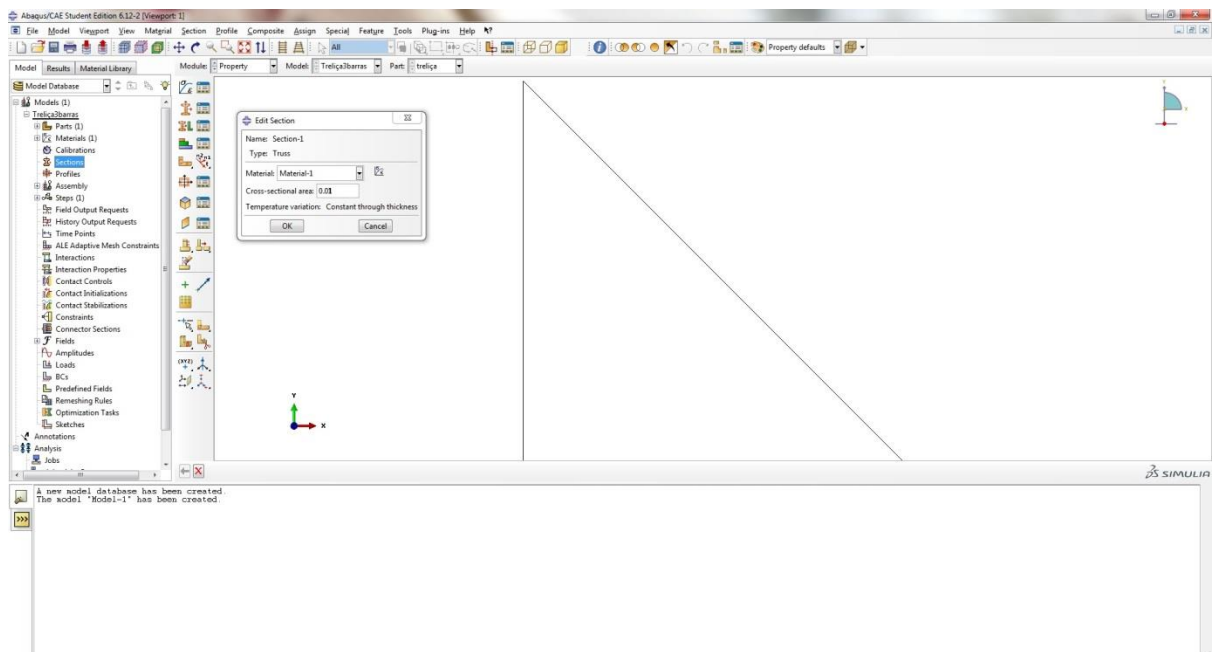 Abaqus/CAE Student Edition 6.12-2 [Viewport: 1]
File Model Viewport View Material Section Profile Composite Assign Special Feature Tools Plug-ins Help
All
Property defaults
Model Results Material Library
Module: Property Model: Treliça3barras Part: treliça
Model Database
Models (1)
Treliça3barras
Parts (1)
Materials (1)
Calibrations
Sections
Profiles
Assembly
Steps (1)
Field Output Requests
History Output Requests
Time Points
ALE Adaptive Mesh Constraints
Interactions
Interaction Properties
Contact Controls
Contact Initializations
Contact Stabilizations
Constraints
Connector Sections
Fields
Amplitudes
Loads
BCs
Predefined Fields
Remeshing Rules
Optimization Tasks
Sketches
Annotations
Analysis
Jobs
Edit Section
Name: Section-1
Type: Truss
Material: Material-1
Cross-sectional area: 0.01
Temperature variation: Constant through thickness
OK Cancel
Y
X
SIMULIA
A new model database has been created.
The model "Model-1" has been created.